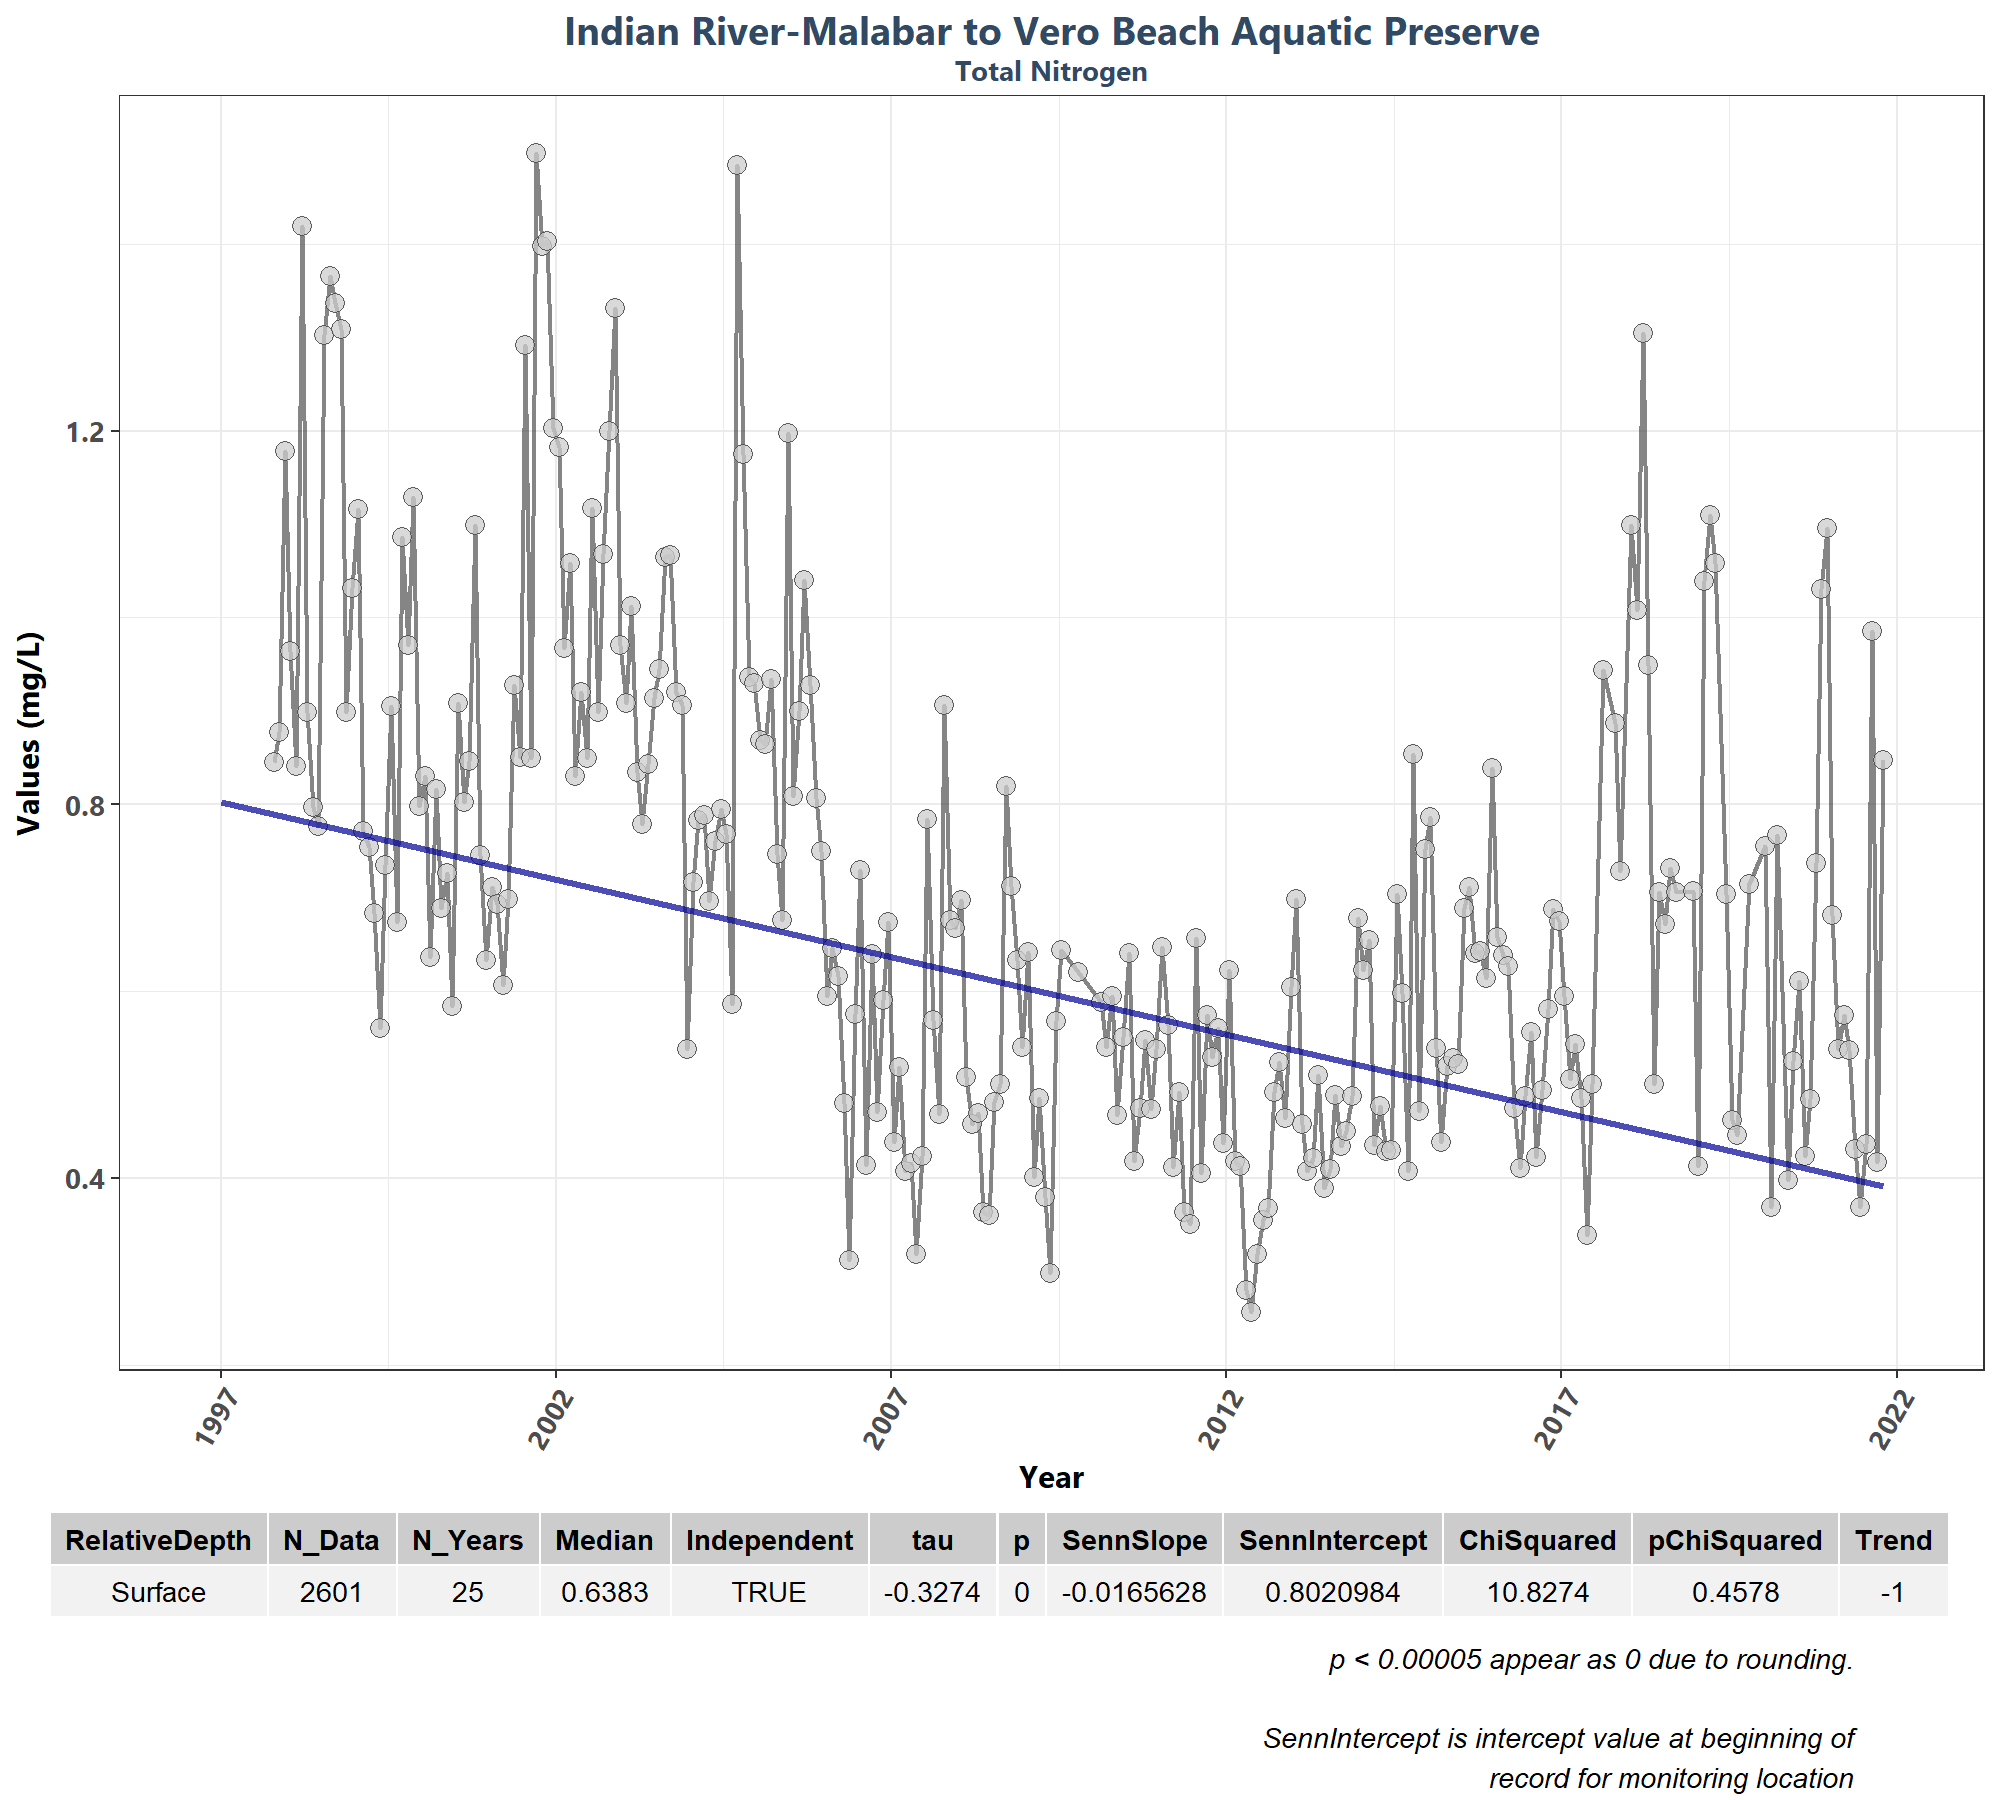 Indian River-Malabar to Vero Beach Aquatic Preserve
Total Nitrogen
Values (mg/L)
1.2
0.8
0.4
1997 2002 2007 2012 2017 2022
Year
RelativeDepth N_Data N_Years Median Independent tau p SennSlope SennIntercept ChiSquared pChiSquared Trend
Surface 2601 25 0.6383 TRUE -0.3274 0 -0.0165628 0.8020984 10.8274 0.4578 -1
p < 0.00005 appear as 0 due to rounding.
SennIntercept is intercept value at beginning of
record for monitoring location